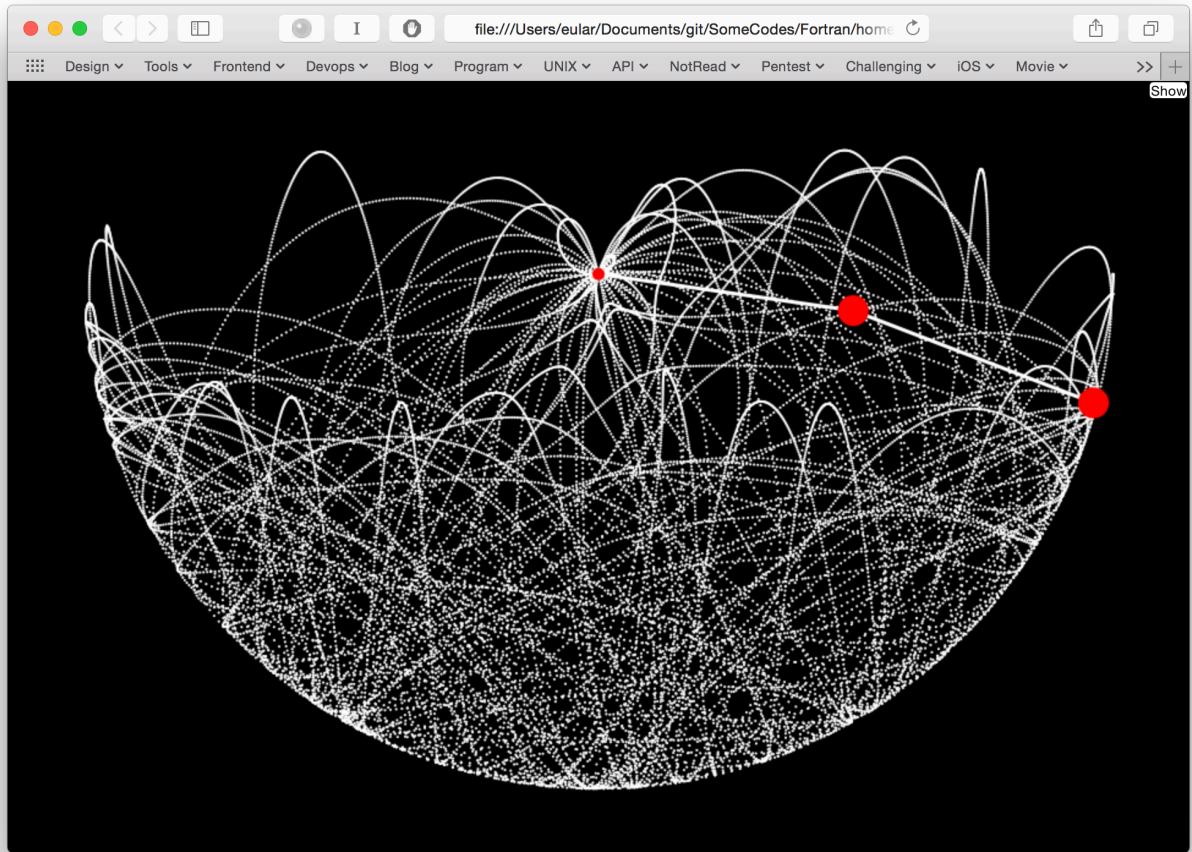 file:///Users/eular/Documents/git/SomeCodes/Fortran/home
Design Tools Frontend Devops Blog Program UNIX API NotRead Pentest Challenging iOS Movie
Show